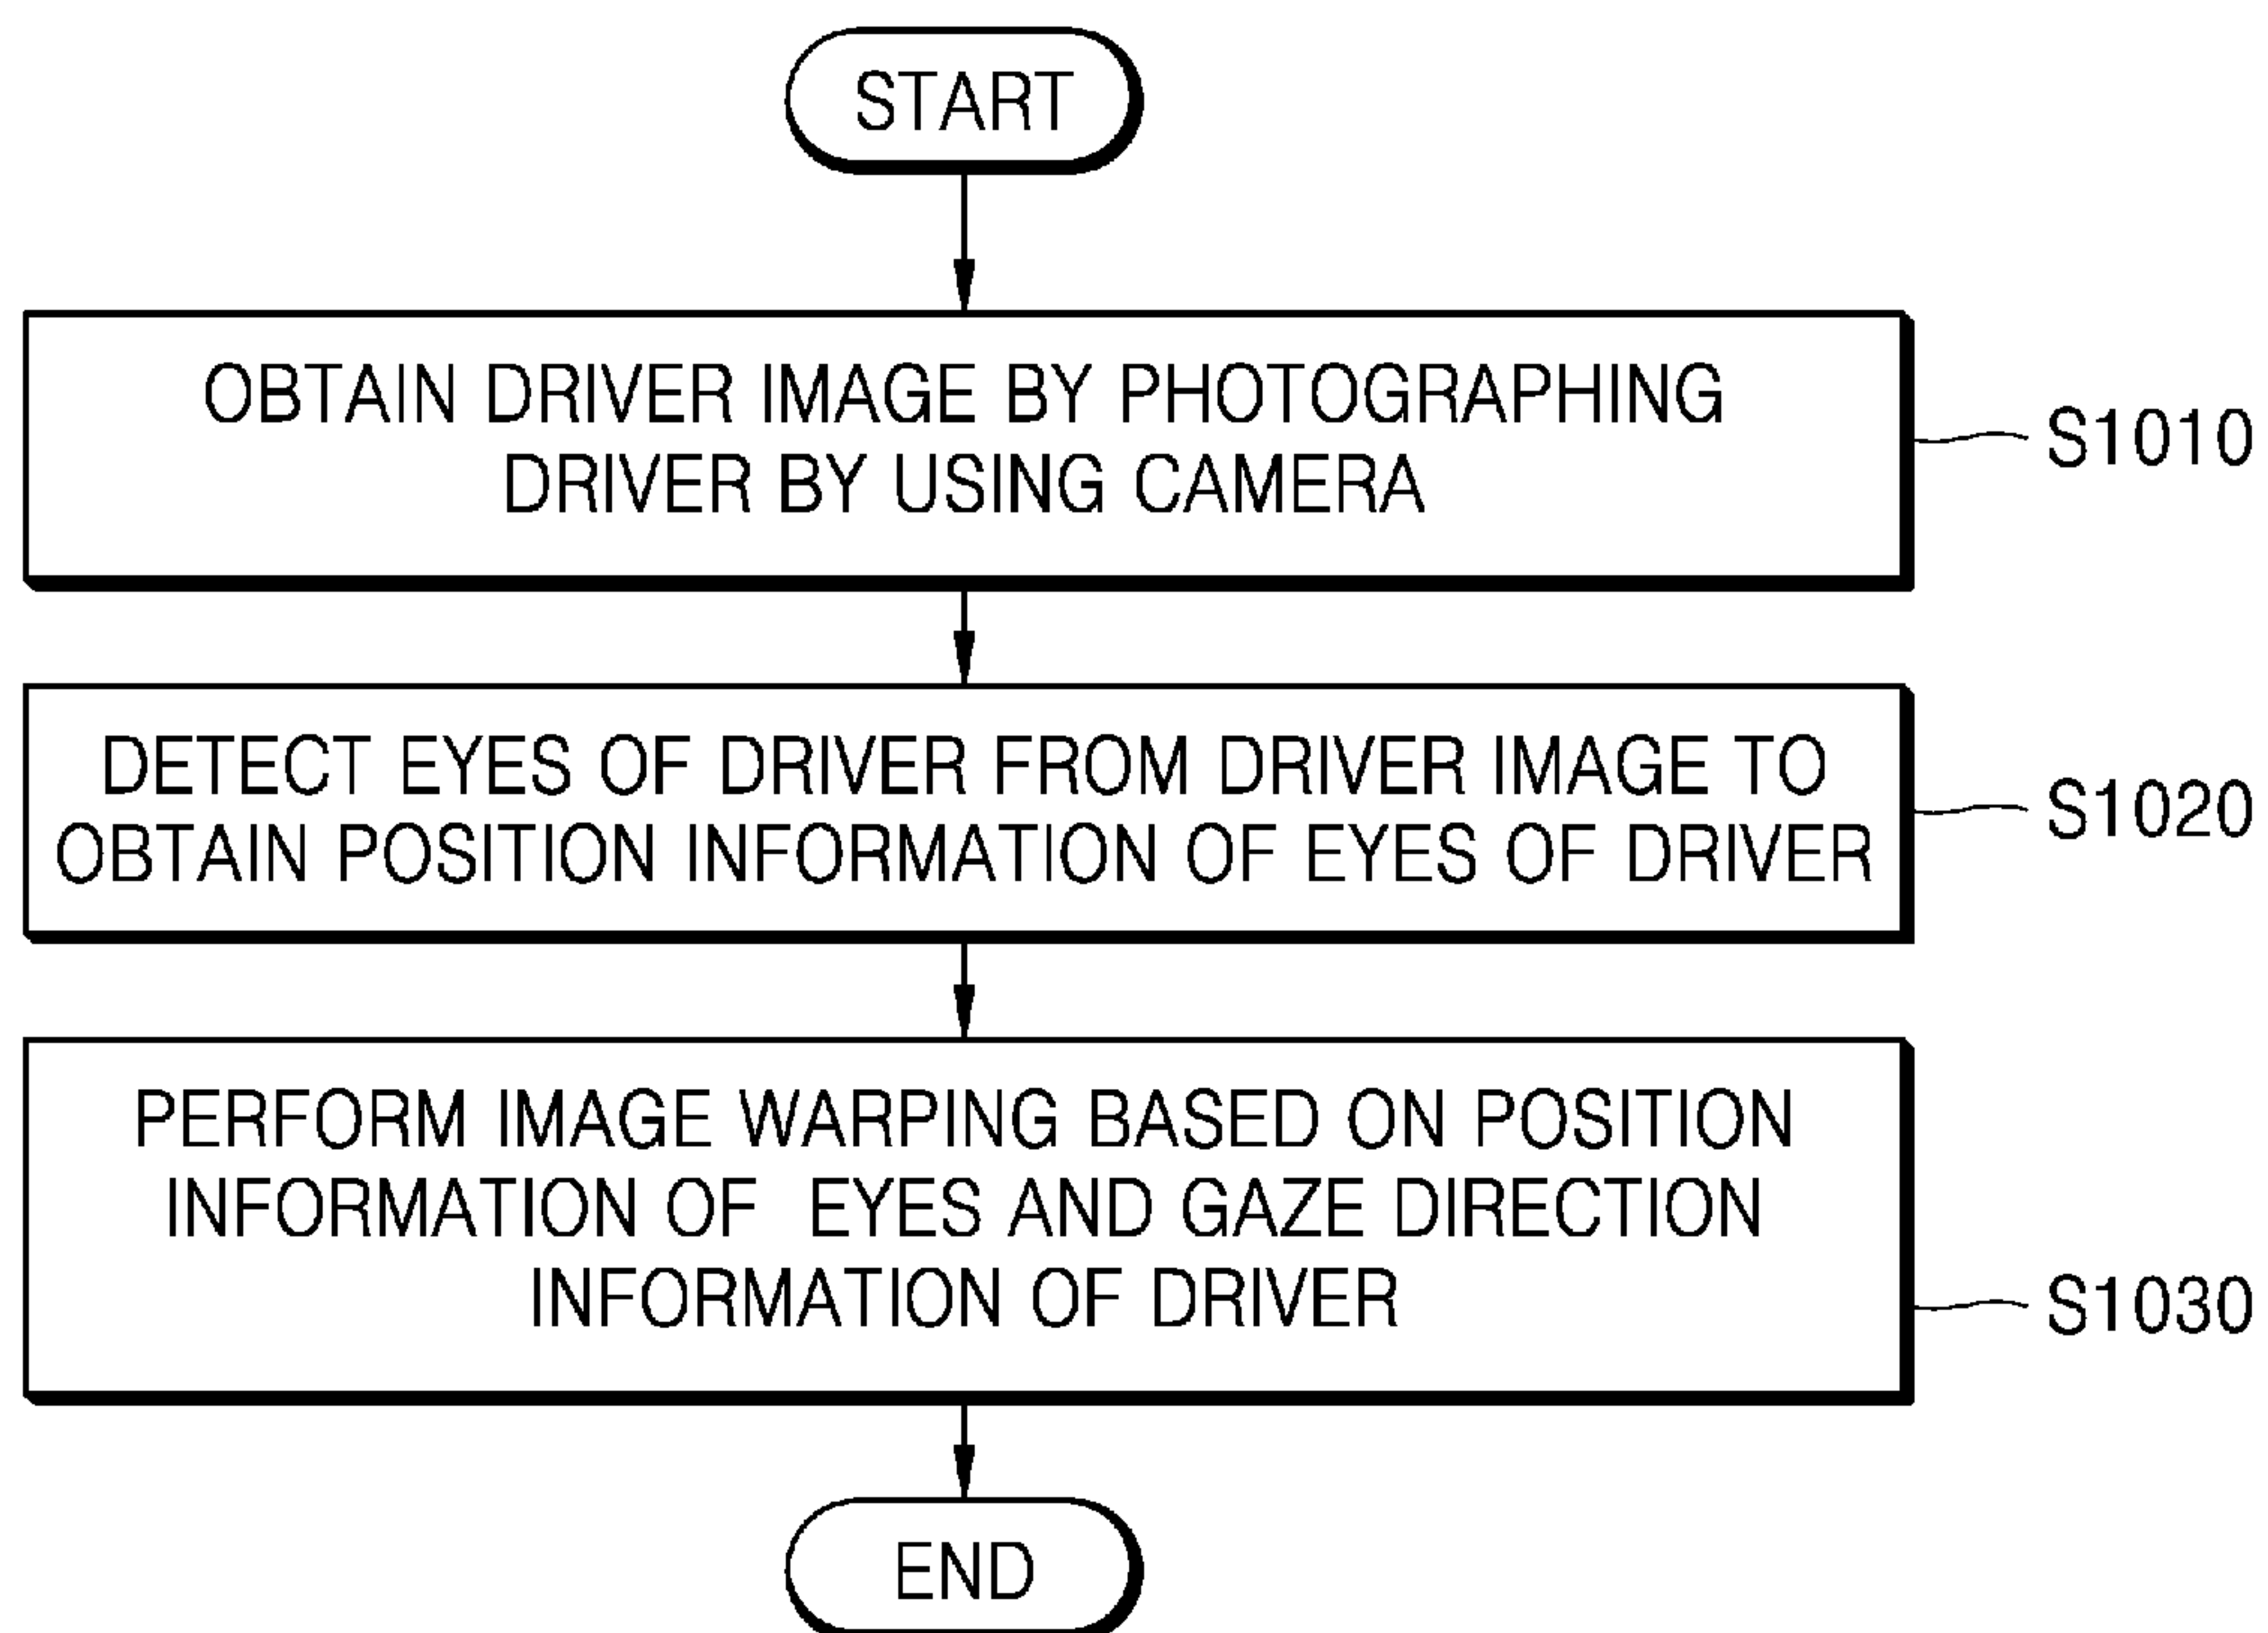 START
OBTAIN DRIVER IMAGE BY PHOTOGRAPHING
DRIVER BY USING CAMERA
S1010
DETECT EYES OF DRIVER FROM DRIVER IMAGE TO
OBTAIN POSITION INFORMATION OF EYES OF DRIVER
S1020
PERFORM IMAGE WARPING BASED ON POSITION
INFORMATION OF EYES AND GAZE DIRECTION
INFORMATION OF DRIVER
S1030
END